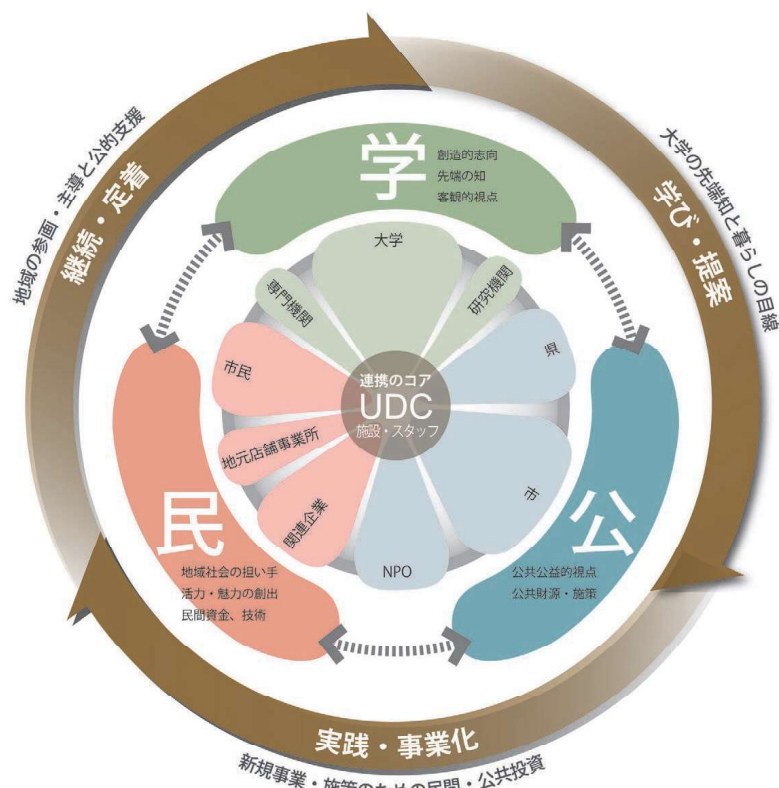 地域の参画・主導と公的支援
継続・定着
大学の先端知と暮らしの目線
学び・提案
学
創造的志向
先端の知
客観的視点
大学
専門機関
研究機関
市民
県
連携のコア
UDC
施設・スタッフ
地元店舗事業所
関連企業
NPO
市
民
地域社会の担い手
活力・魅力の創出
民間資金、技術
公
公共公益的視点
公共財源・施策
実践・事業化
新規事業・施策のための民間・公共投資